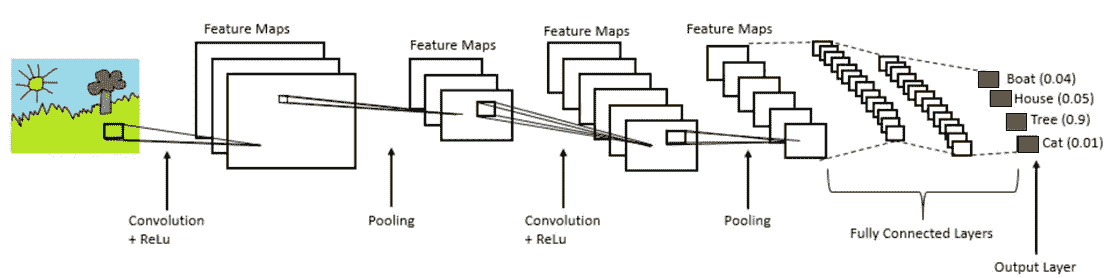 Feature Maps
Feature Maps
Feature Maps
Feature Maps
Boat (0.04)
House (0.05)
Tree (0.9)
Cat (0.01)
Convolution
+ ReLu
Pooling
Convolution
+ ReLu
Pooling
Fully Connected Layers
Output Layer